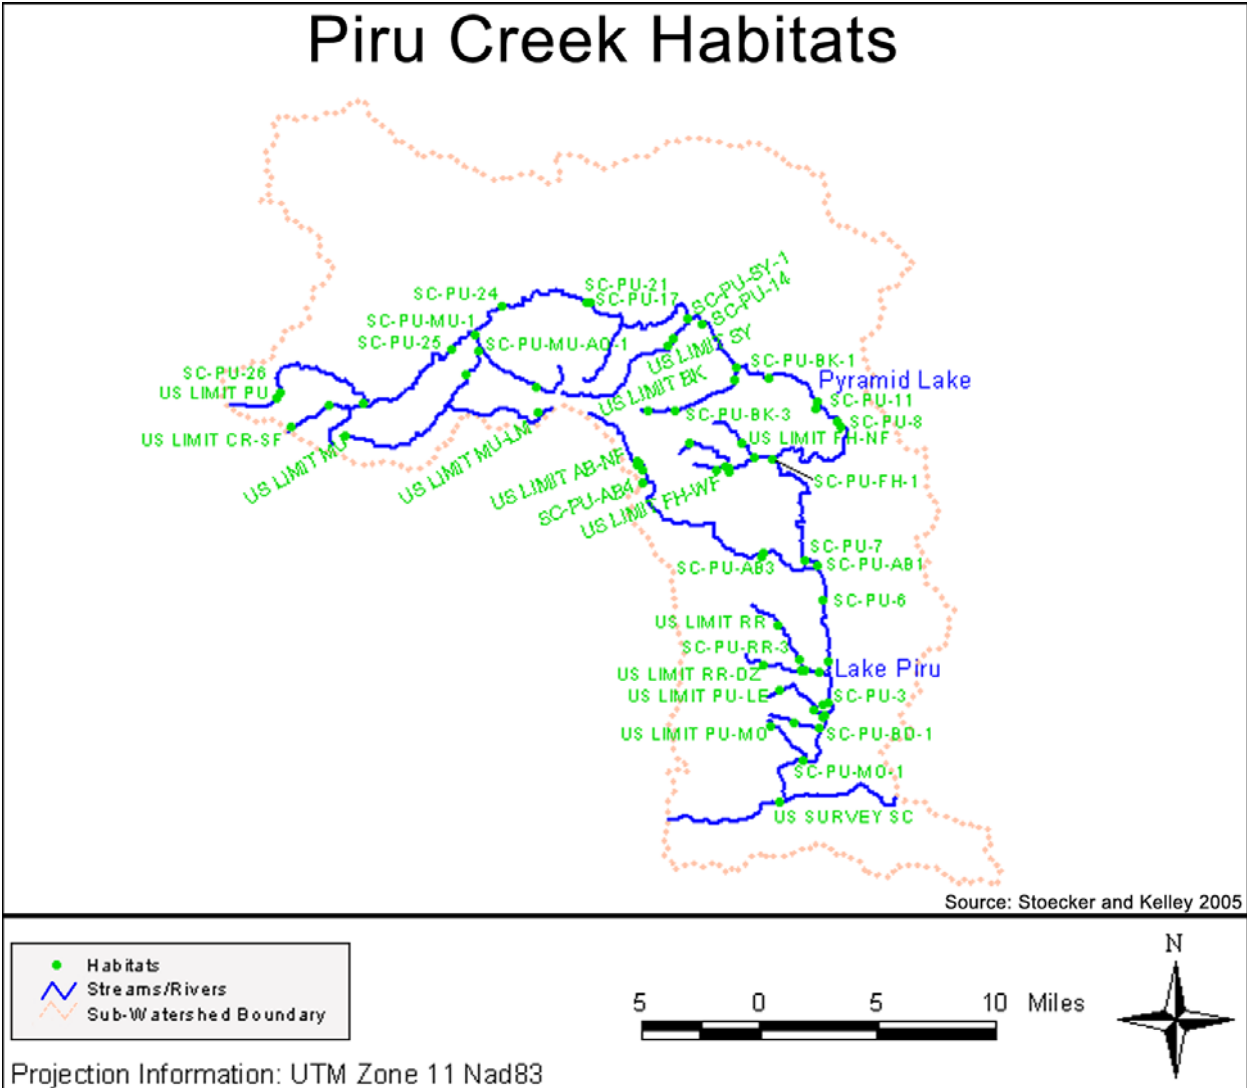 Piru Creek Habitats
SC-PU-SY-1
SC-PU-14
SC-PU-21
SC-PU-24
SC-PU-17
SC-PU-MU-1
SC-PU-25
SC-PU-MU-AO-1
US LIMIT SY
SC-PU-BK-1
SC-PU-26
Pyramid Lake
US LIMIT PU
US LIMIT BK
SC-PU-11
SC-PU-BK-3
SC-PU-8
US LIMIT CR-SF
US LIMIT FH-NF
US LIMIT MU
US LIMIT MU-LM
US LIMIT AB-NF
SC-PU-FH-1
SC-PU-AB4
US LIMIT FH-WF
SC-PU-7
SC-PU-AB3
SC-PU-AB1
SC-PU-6
US LIMIT RR
SC-PU-RR-3
Lake Piru
US LIMIT RR-DZ
US LIMIT PU-LE
SC-PU-3
US LIMIT PU-MO
SC-PU-BD-1
SC-PU-MO-1
US SURVEY SC
Source: Stoecker and Kelley 2005
Habitats
Streams/Rivers
Sub-Watershed Boundary
5 0 5 10 Miles
N
Projection Information: UTM Zone 11 Nad83